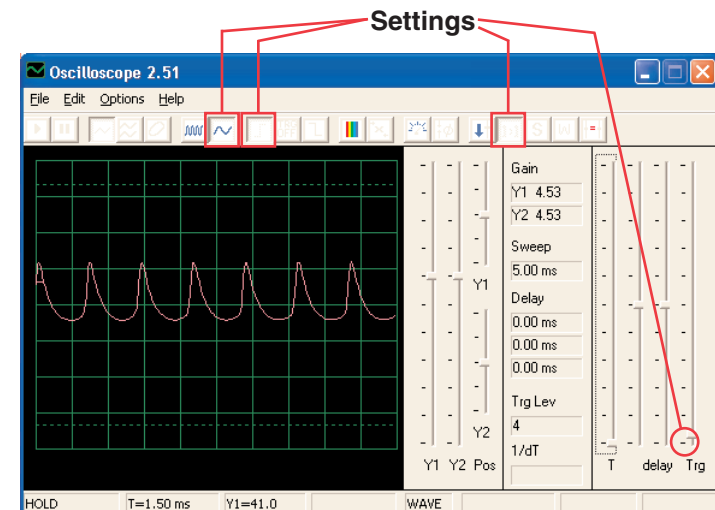 Settings
Oscilloscope 2.51
File Edit Options Help
Gain
Y1 4.53
Y2 4.53
Sweep
5.00 ms
Delay
0.00 ms
0.00 ms
0.00 ms
Trg Lev
4
1/dT
Y1
Y2
Y1 Y2 Pos
T delay Trg
HOLD T=1.50 ms Y1=41.0 WAVE